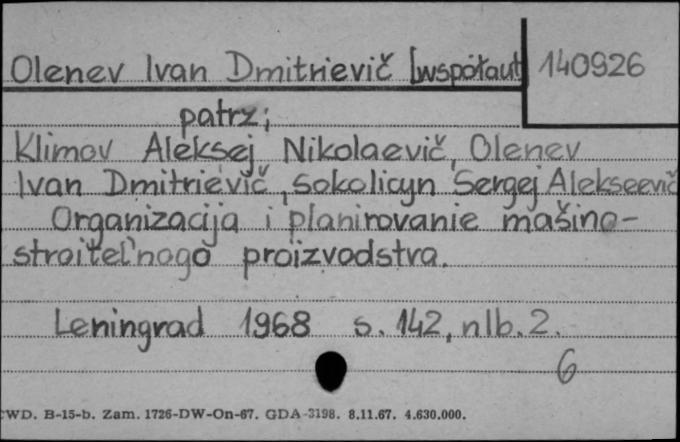 Olenev Ivan Dmitrievič [współaut 140926
patrz;
Klimov Aleksej Nikolaevič, Olenev
Ivan Dmitrievič, Sokolicyn Sergej Alekseevič
Organizacija i planirovanie mašino-
stroitel'nogo proizvodstva.
Leningrad 1968 s. 142, nlb. 2.
6
CWD. B-15-b. Zam. 1726-DW-On-67. GDA-3198. 8.11.67. 4.630.000.